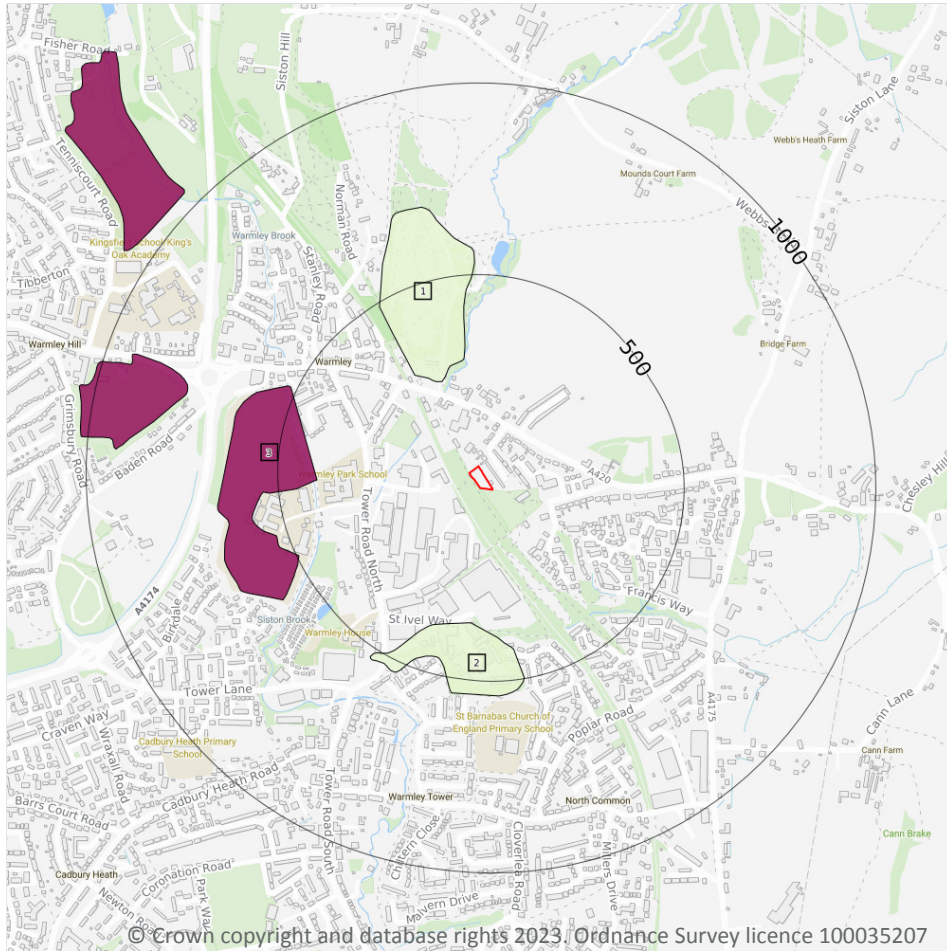 Fisher Road
Siston Hill
Siston Lane
Webb's Heath Farm
Mounds Court Farm
Webbs
1000
Tenniscourt Road
Norman Road
Kingsfield School King's
Oak Academy
Warmley Brook
Stanley Road
Tibberton
1
Warmley Hill
Warmley
500
Bridge Farm
Grimsbury Road
Baden Road
3
Warmley Park School
A420
Chesley Hill
Tower Road North
A4174
Birkdale
Siston Brook
St Ivel Way
Francis Way
Warmley House
2
Tower Lane
A4175
Cann Lane
Craven Way
Waxall Road
Cadbury Heath Primary
School
St Barnabas Church of
England Primary School
Poplar Road
Cann Farm
Cadbury Heath Road
Tower Road South
Warmley Tower
North Common
Bars Court Road
Chiltern Close
Cloverlea Road
Millers Drive
Cann Brake
Cadbury Heath
Coronation Road
Newton Road
Park Wa
Malvern Drive
© Crown copyright and database rights 2023. Ordnance Survey licence 100035207